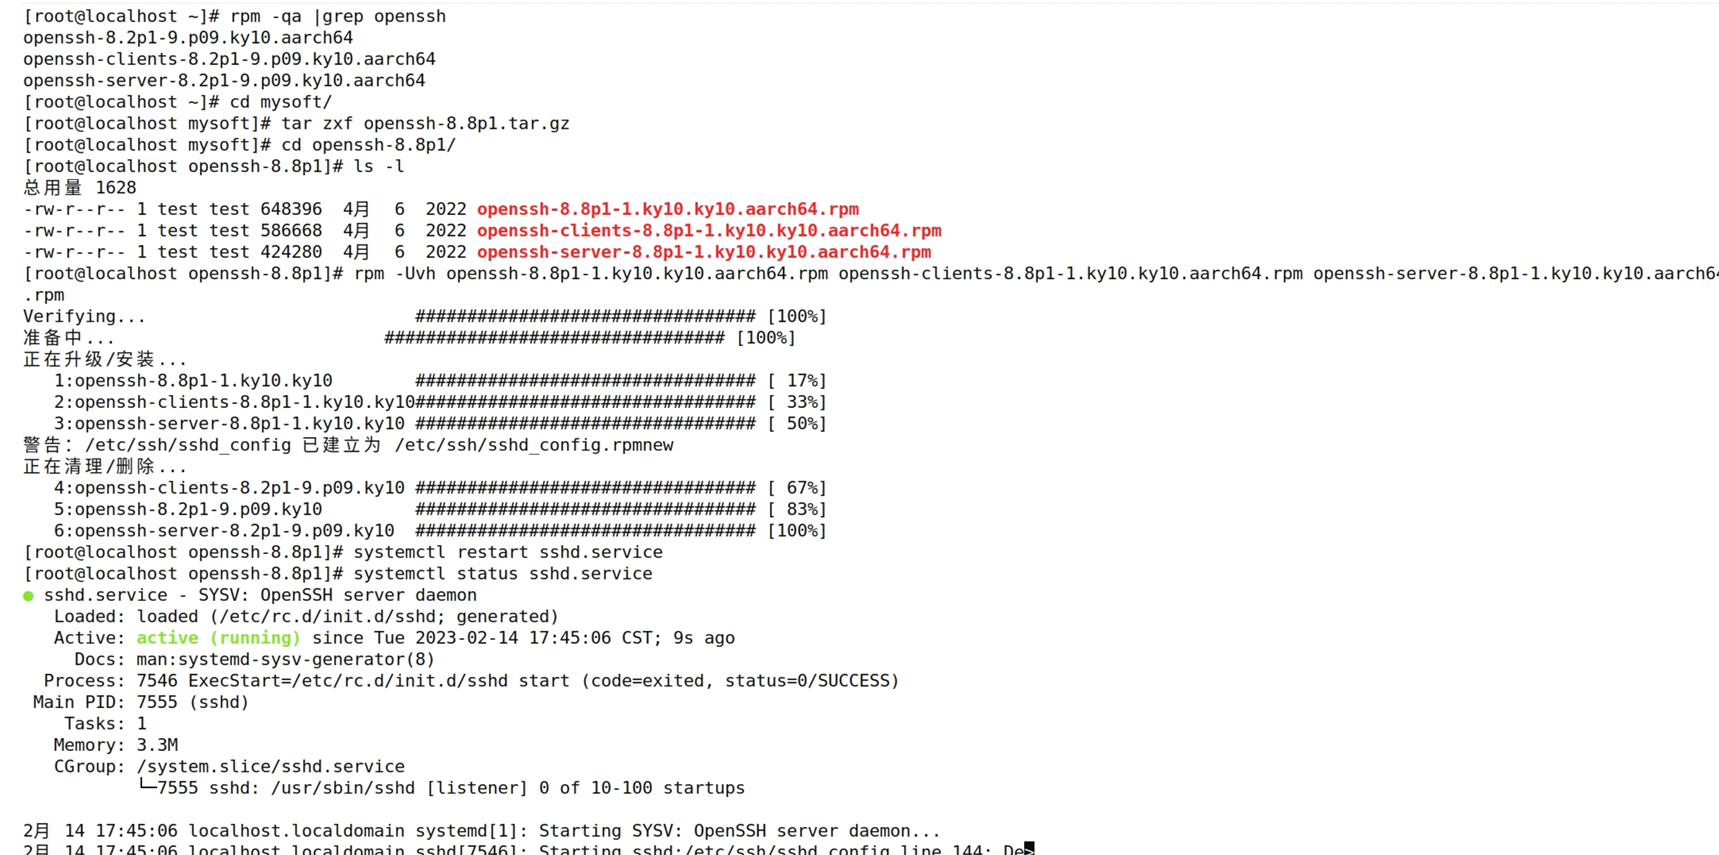 [root@localhost ~]# rpm -qa |grep openssh
openssh-8.2p1-9.p09.ky10.aarch64
openssh-clients-8.2p1-9.p09.ky10.aarch64
openssh-server-8.2p1-9.p09.ky10.aarch64
[root@localhost ~]# cd mysoft/
[root@localhost mysoft]# tar zxf openssh-8.8p1.tar.gz
[root@localhost mysoft]# cd openssh-8.8p1/
[root@localhost openssh-8.8p1]# ls -l
总用量 1628
-rw-r--r-- 1 test test 648396  4月   6  2022 openssh-8.8p1-1.ky10.ky10.aarch64.rpm
-rw-r--r-- 1 test test 586668  4月   6  2022 openssh-clients-8.8p1-1.ky10.ky10.aarch64.rpm
-rw-r--r-- 1 test test 424280  4月   6  2022 openssh-server-8.8p1-1.ky10.ky10.aarch64.rpm
[root@localhost openssh-8.8p1]# rpm -Uvh openssh-8.8p1-1.ky10.ky10.aarch64.rpm openssh-clients-8.8p1-1.ky10.ky10.aarch64.rpm openssh-server-8.8p1-1.ky10.ky10.aarch64
.rpm
Verifying...                          ################################# [100%]
准备中...                          ################################# [100%]
正在升级/安装...
   1:openssh-8.8p1-1.ky10.ky10        ################################# [ 17%]
   2:openssh-clients-8.8p1-1.ky10.ky10################################# [ 33%]
   3:openssh-server-8.8p1-1.ky10.ky10 ################################# [ 50%]
警告：/etc/ssh/sshd_config 已建立为 /etc/ssh/sshd_config.rpmnew
正在清理/删除...
   4:openssh-clients-8.2p1-9.p09.ky10 ################################# [ 67%]
   5:openssh-8.2p1-9.p09.ky10         ################################# [ 83%]
   6:openssh-server-8.2p1-9.p09.ky10  ################################# [100%]
[root@localhost openssh-8.8p1]# systemctl restart sshd.service
[root@localhost openssh-8.8p1]# systemctl status sshd.service
● sshd.service - SYSV: OpenSSH server daemon
   Loaded: loaded (/etc/rc.d/init.d/sshd; generated)
   Active: active (running) since Tue 2023-02-14 17:45:06 CST; 9s ago
     Docs: man:systemd-sysv-generator(8)
  Process: 7546 ExecStart=/etc/rc.d/init.d/sshd start (code=exited, status=0/SUCCESS)
 Main PID: 7555 (sshd)
    Tasks: 1
   Memory: 3.3M
   CGroup: /system.slice/sshd.service
           └─7555 sshd: /usr/sbin/sshd [listener] 0 of 10-100 startups
2月 14 17:45:06 localhost.localdomain systemd[1]: Starting SYSV: OpenSSH server daemon...
2月 14 17:45:06 localhost.localdomain sshd[7546]: Starting sshd:/etc/ssh/sshd_config line 144: De>